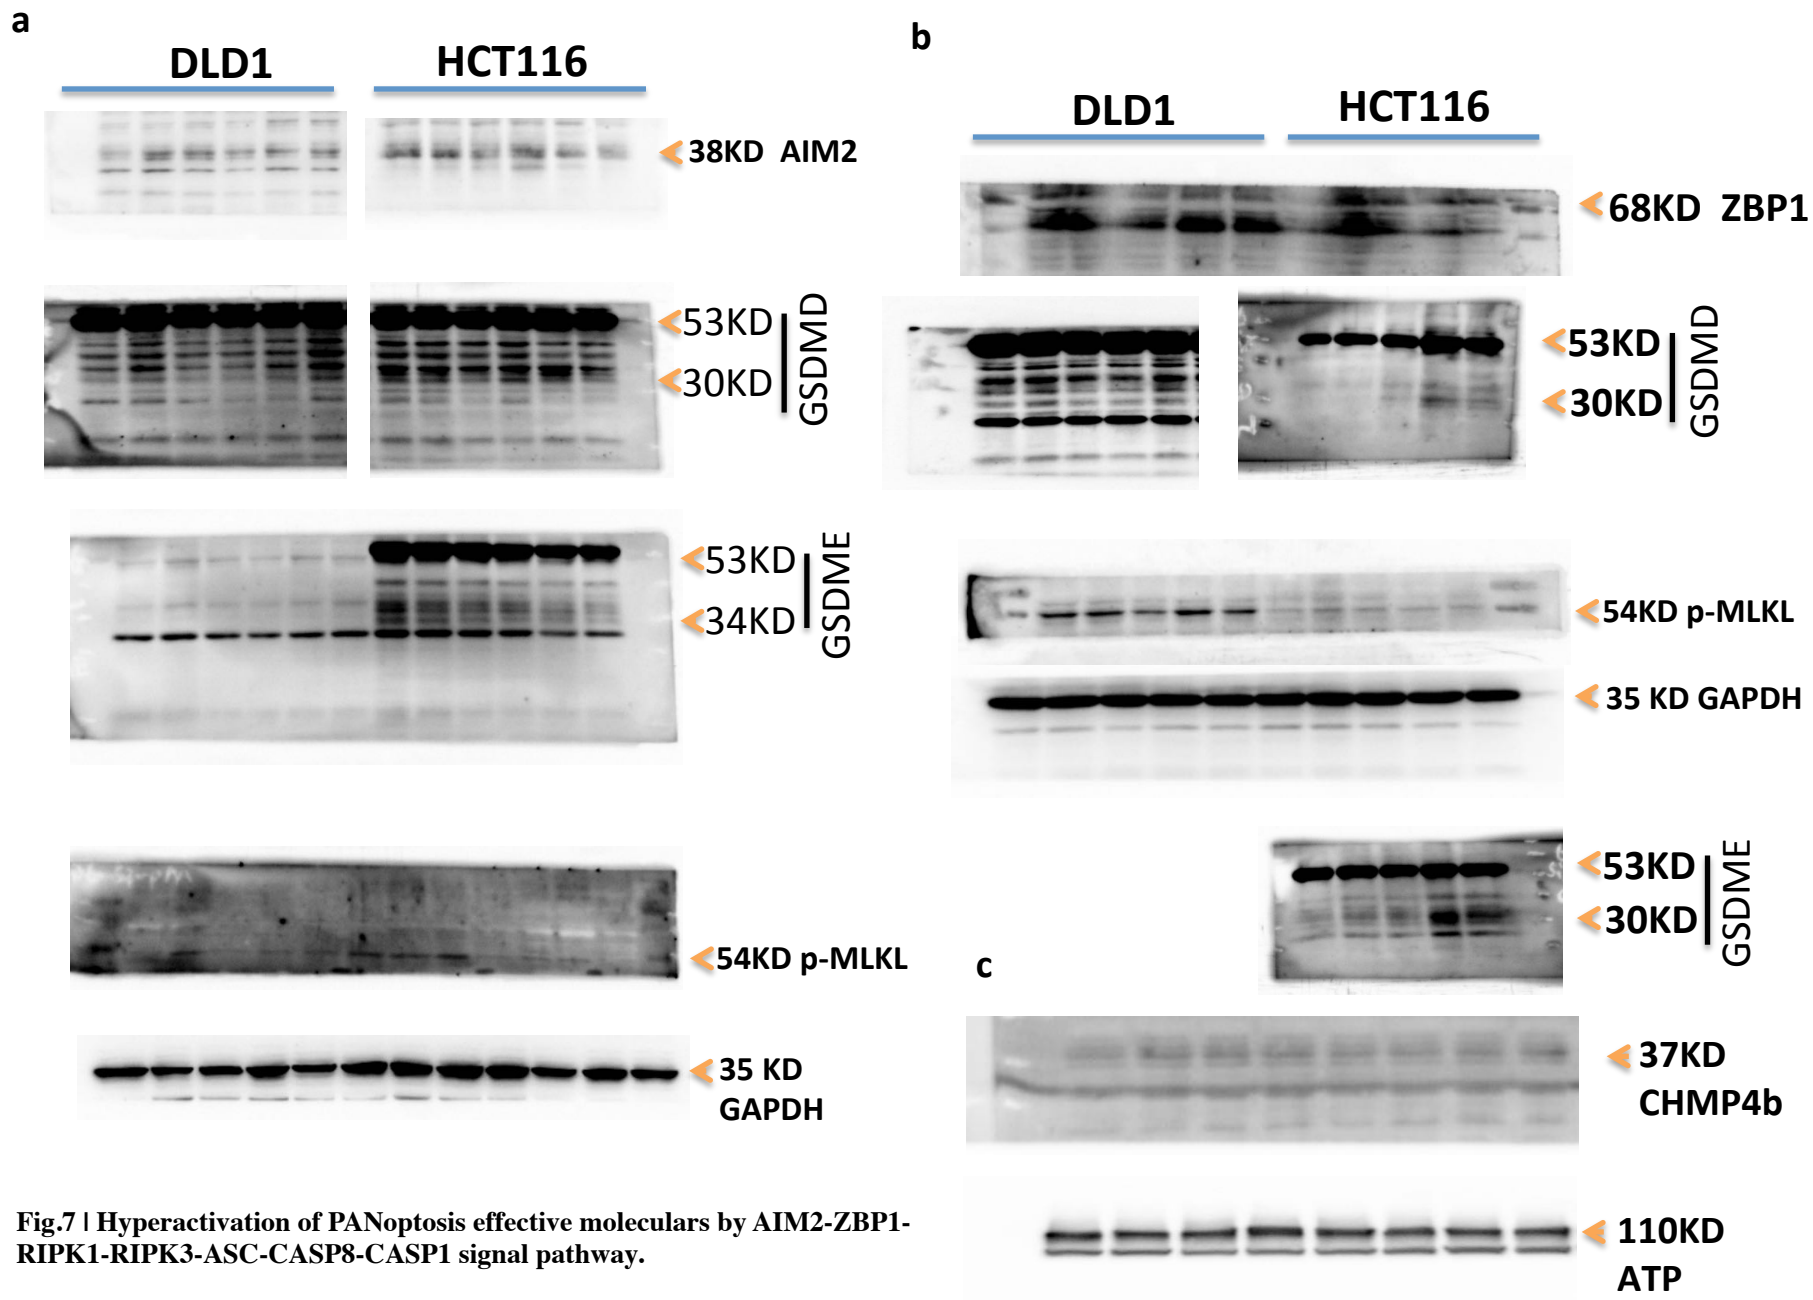 a
DLD1
HCT116
38KD AIM2
53KD
30KD
GSDMD
53KD
34KD
GSDME
54KD p-MLKL
35 KD
GAPDH
b
DLD1
HCT116
68KD ZBP1
53KD
30KD
GSDMD
54KD p-MLKL
35 KD GAPDH
53KD
30KD
GSDME
c
37KD
CHMP4b
110KD
ATP
Fig.7 | Hyperactivation of PANoptosis effective moleculars by AIM2-ZBP1-
RIPK1-RIPK3-ASC-CASP8-CASP1 signal pathway.